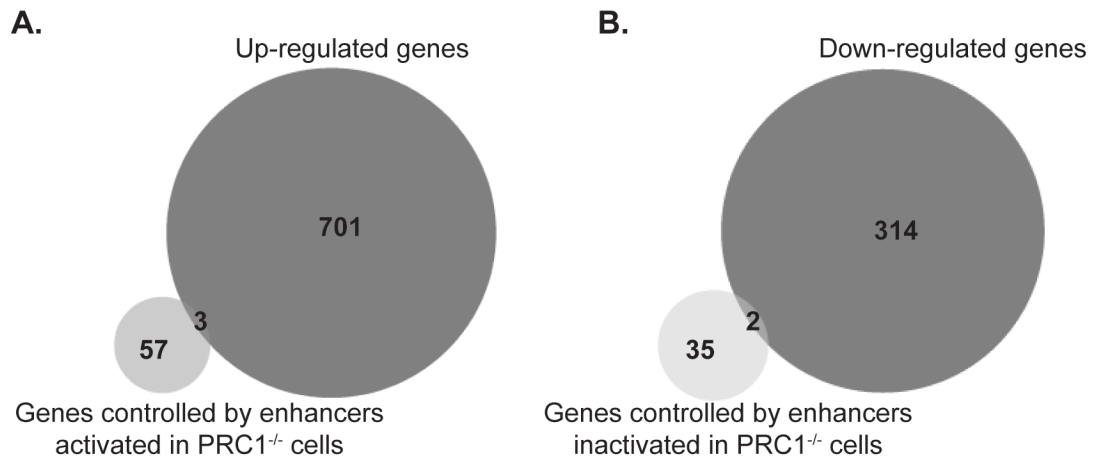 A.
Up-regulated genes
701
3
57
Genes controlled by enhancers
activated in PRC1-/- cells
B.
Down-regulated genes
314
2
35
Genes controlled by enhancers
inactivated in PRC1-/- cells